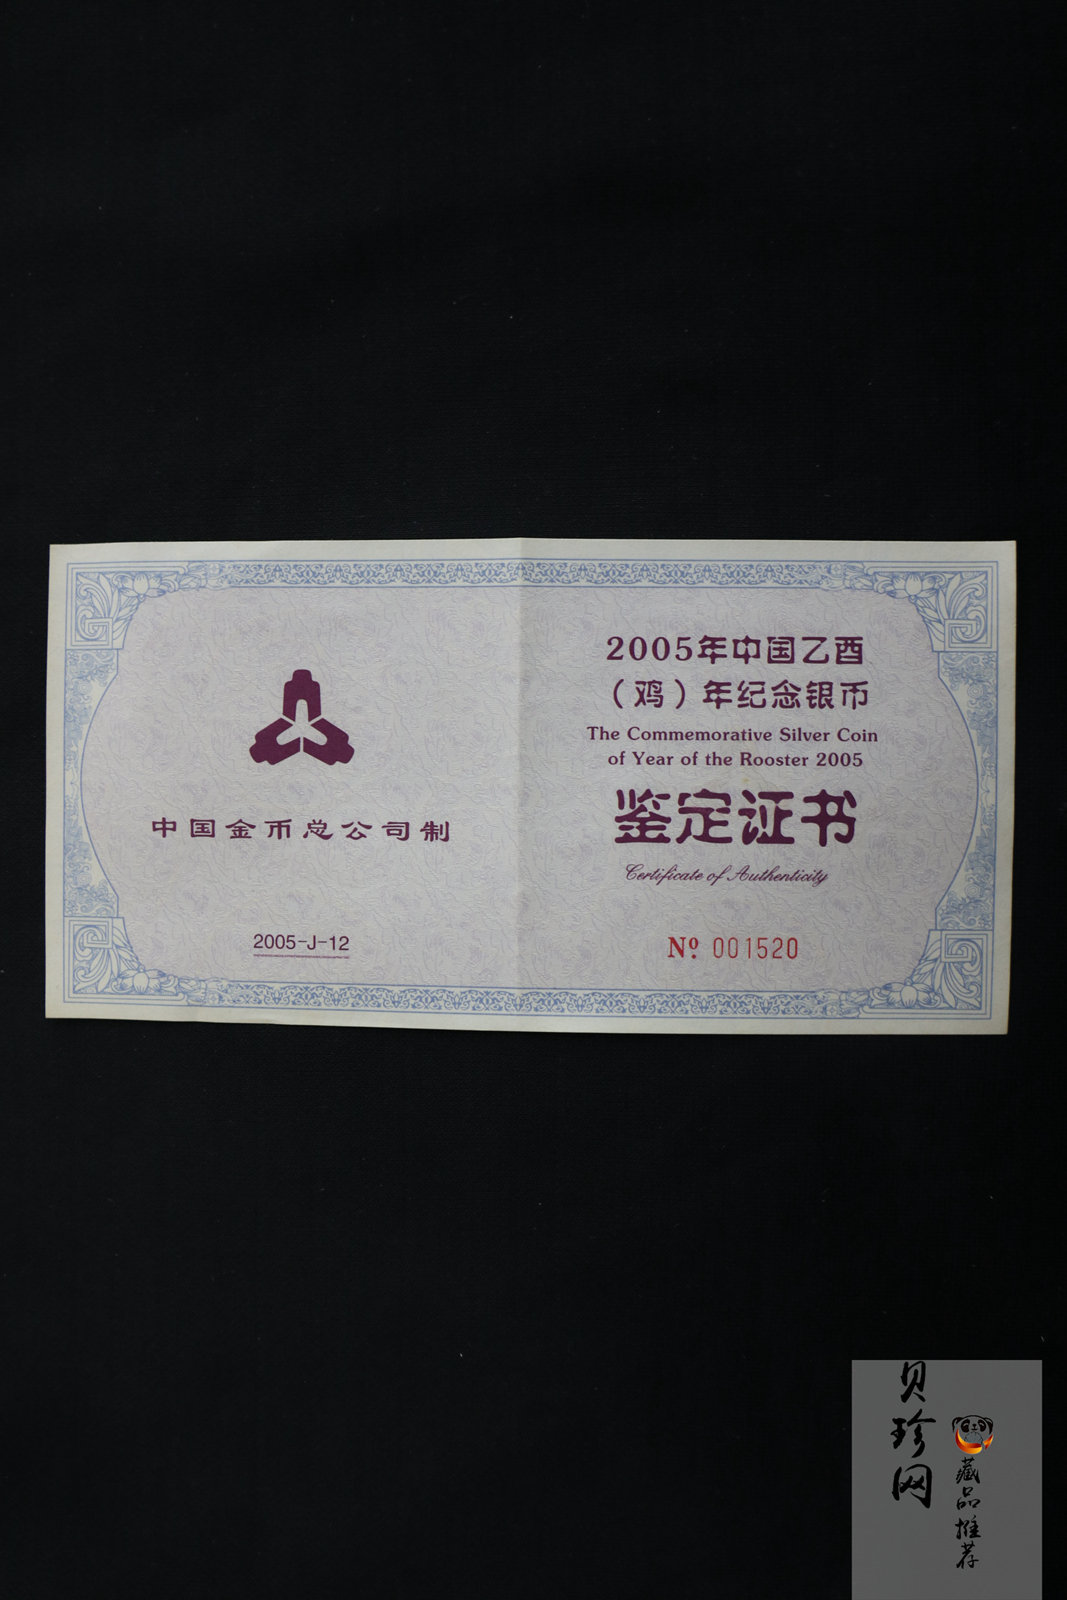 中国金币总公司制
2005-J-12
2005年中国乙酉
（鸡）年纪念银币
The Commemorative Silver Coin
of Year of the Rooster 2005
鉴定证书
Certificate of Authenticity
Nº 001520
贝珍网
藏品推荐